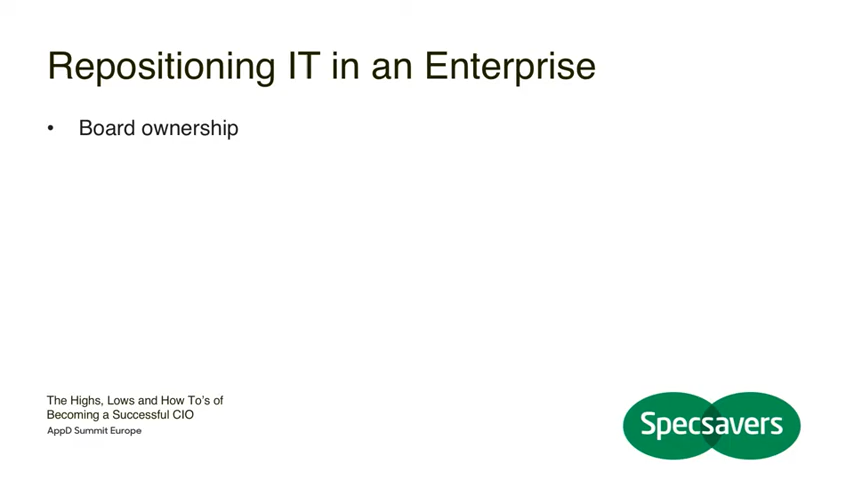 Repositioning IT in an Enterprise
• Board ownership
The Highs, Lows and How To's of
Becoming a Successful CIO
AppD Summit Europe
Specsavers